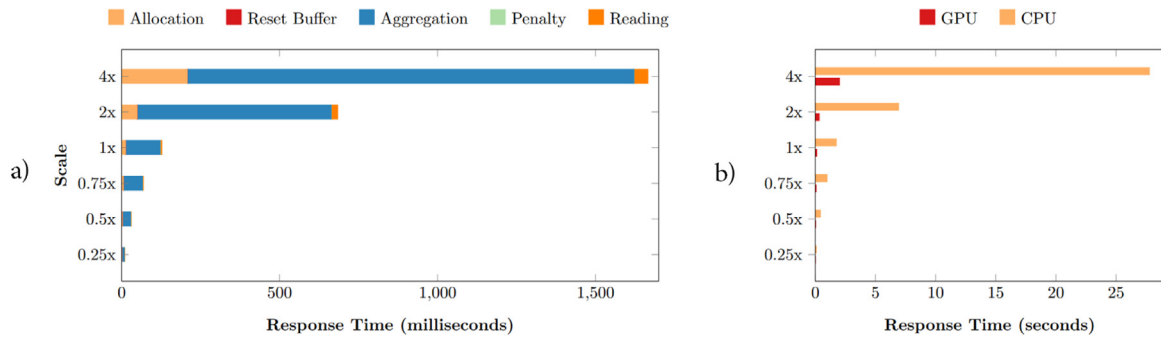 Allocation Reset Buffer Aggregation Penalty Reading
4x
2x
1x
0.75x
0.5x
0.25x
Scale
a)
0 500 1,000 1,500
Response Time (milliseconds)
GPU CPU
b)
4x
2x
1x
0.75x
0.5x
0.25x
0 5 10 15 20 25
Response Time (seconds)